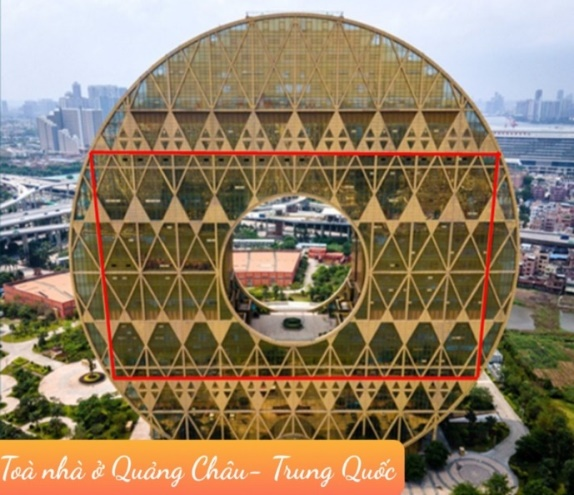 Toà nhà ở Quảng Châu- Trung Quốc